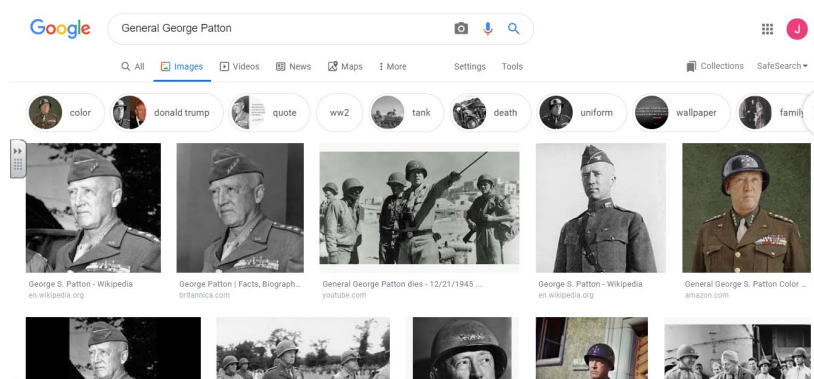 Google
General George Patton
J
All Images Videos News Maps More Settings Tools Collections SafeSearch
color donald trump quote ww2 tank death uniform wallpaper family
George S. Patton - Wikipedia
en.wikipedia.org
George Patton | Facts, Biograph...
britannica.com
General George Patton dies - 12/21/1945 ...
youtube.com
George S. Patton - Wikipedia
en.wikipedia.org
General George S. Patton Color ...
amazon.com